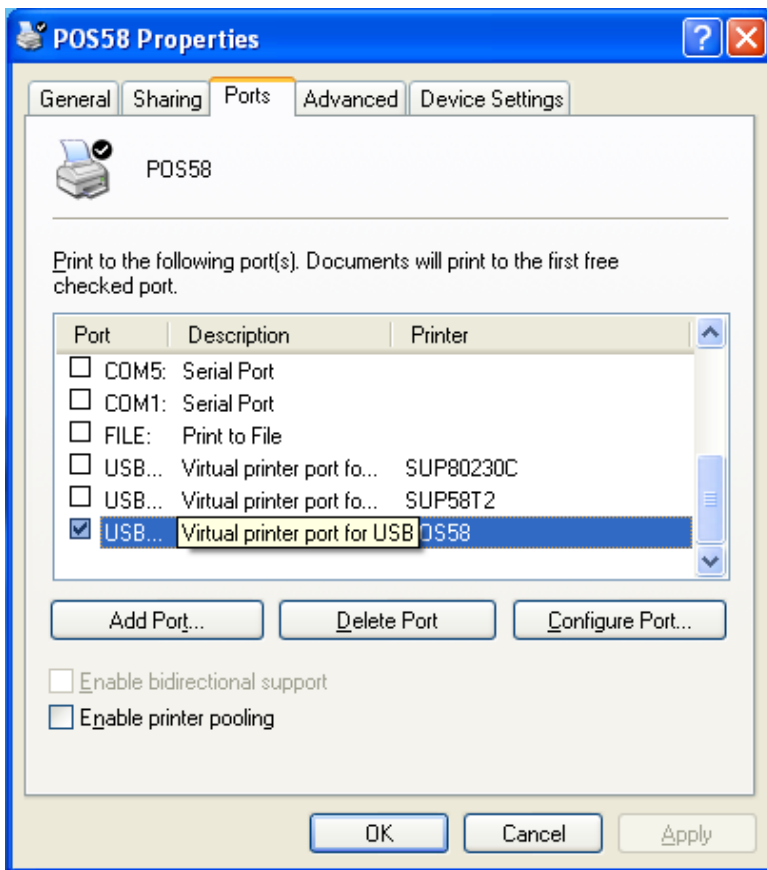 POS58 Properties
General Sharing Ports Advanced Device Settings
POS58
Print to the following port(s). Documents will print to the first free
checked port.
Port Description Printer
COM5: Serial Port
COM1: Serial Port
FILE: Print to File
USB... Virtual printer port fo... SUP80230C
USB... Virtual printer port fo... SUP58T2
USB... Virtual printer port for USB OS58
Add Port... Delete Port Configure Port...
Enable bidirectional support
Enable printer pooling
OK Cancel Apply